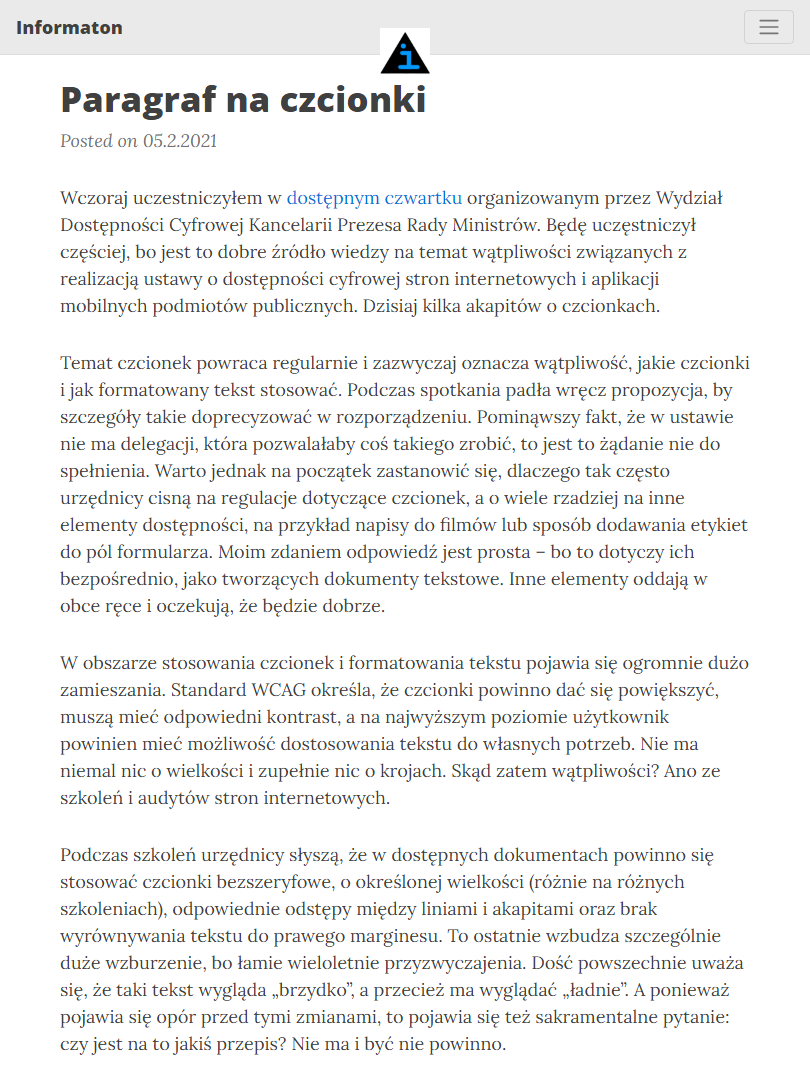 Informaton
i
Paragraf na czcionki
Posted on 05.2.2021
Wczoraj uczestniczyłem w dostępnym czwartku organizowanym przez Wydział
Dostępności Cyfrowej Kancelarii Prezesa Rady Ministrów. Będę uczęstniczył
częściej, bo jest to dobre źródło wiedzy na temat wątpliwości związanych z
realizacją ustawy o dostępności cyfrowej stron internetowych i aplikacji
mobilnych podmiotów publicznych. Dzisiaj kilka akapitów o czcionkach.
Temat czcionek powraca regularnie i zazwyczaj oznacza wątpliwość, jakie czcionki
i jak formatowany tekst stosować. Podczas spotkania padła wręcz propozycja, by
szczegóły takie doprecyzować w rozporządzeniu. Pominąwszy fakt, że w ustawie
nie ma delegacji, która pozwalałaby coś takiego zrobić, to jest to żądanie nie do
spełnienia. Warto jednak na początek zastanowić się, dlaczego tak często
urzędnicy cisną na regulacje dotyczące czcionek, a o wiele rzadziej na inne
elementy dostępności, na przykład napisy do filmów lub sposób dodawania etykiet
do pól formularza. Moim zdaniem odpowiedź jest prosta – bo to dotyczy ich
bezpośrednio, jako tworzących dokumenty tekstowe. Inne elementy oddają w
obce ręce i oczekują, że będzie dobrze.
W obszarze stosowania czcionek i formatowania tekstu pojawia się ogromnie dużo
zamieszania. Standard WCAG określa, że czcionki powinno dać się powiększyć,
muszą mieć odpowiedni kontrast, a na najwyższym poziomie użytkownik
powinien mieć możliwość dostosowania tekstu do własnych potrzeb. Nie ma
niemal nic o wielkości i zupełnie nic o krojach. Skąd zatem wątpliwości? Ano ze
szkoleń i audytów stron internetowych.
Podczas szkoleń urzędnicy słyszą, że w dostępnych dokumentach powinno się
stosować czcionki bezszeryfowe, o określonej wielkości (różnie na różnych
szkoleniach), odpowiednie odstępy między liniami i akapitami oraz brak
wyrównywania tekstu do prawego marginesu. To ostatnie wzbudza szczególnie
duże wzburzenie, bo łamie wieloletnie przyzwyczajenia. Dość powszechnie uważa
się, że taki tekst wygląda „brzydko”, a przecież ma wyglądać „ładnie”. A ponieważ
pojawia się opór przed tymi zmianami, to pojawia się też sakramentalne pytanie:
czy jest na to jakiś przepis? Nie ma i być nie powinno.